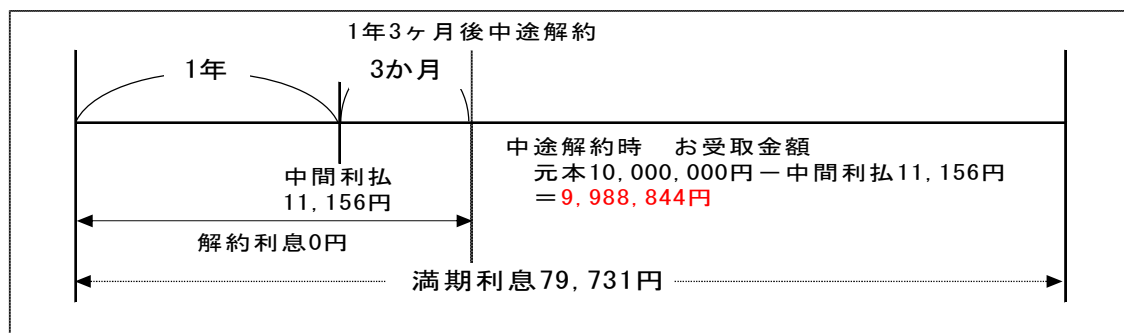 1年3ヶ月後中途解約
1年
3か月
中途解約時　お受取金額
元本10,000,000円－中間利払11,156円
＝9,988,844円
中間利払
11,156円
解約利息0円
満期利息79,731円